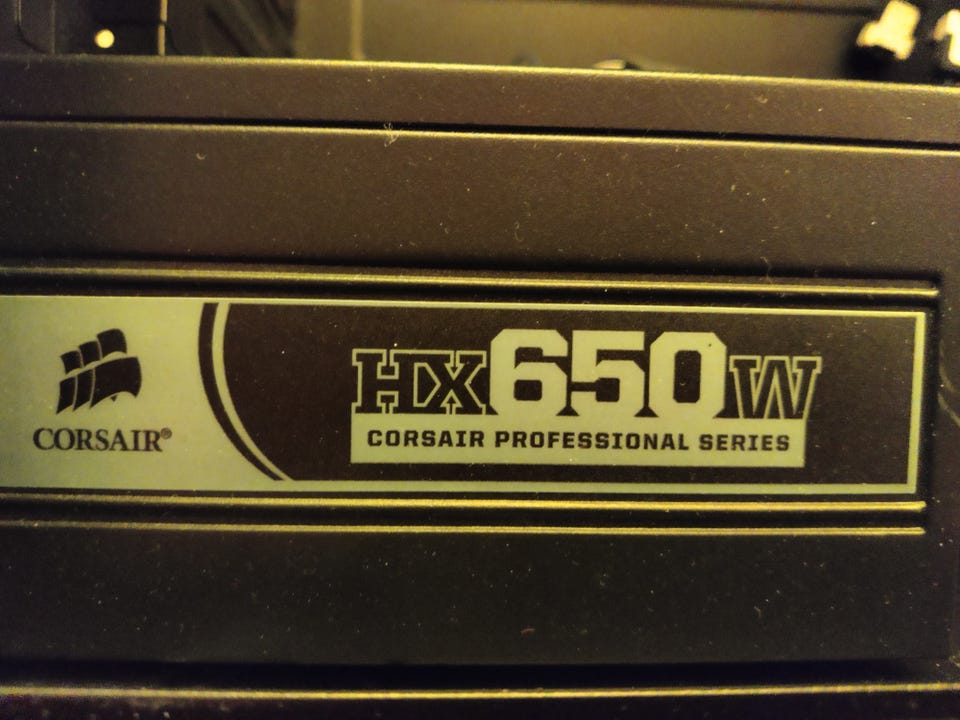 CORSAIR®
HX650W
CORSAIR PROFESSIONAL SERIES